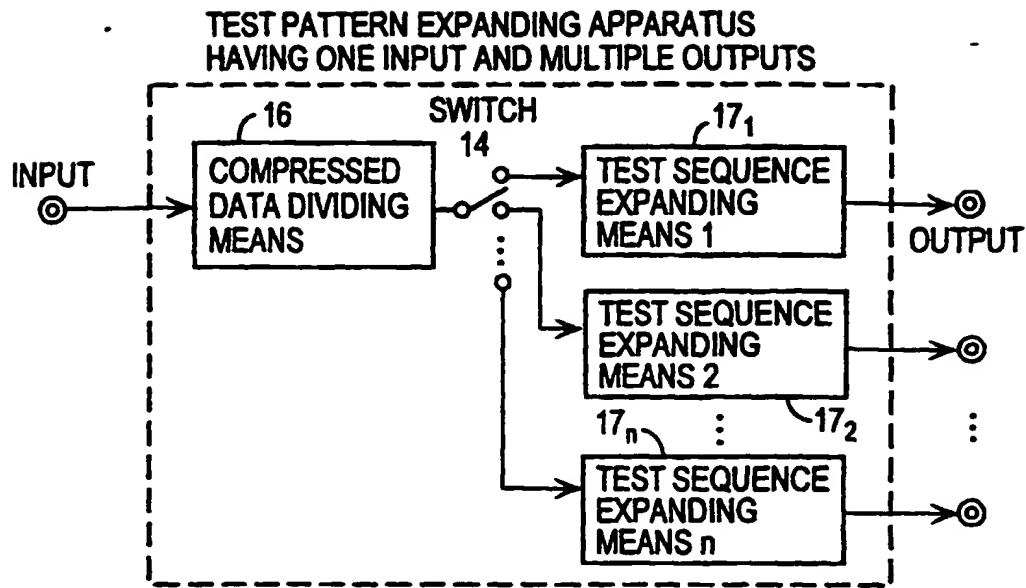 TEST PATTERN EXPANDING APPARATUS
HAVING ONE INPUT AND MULTIPLE OUTPUTS
INPUT
16
COMPRESSED
DATA DIVIDING
MEANS
SWITCH
14
17₁
TEST SEQUENCE
EXPANDING
MEANS 1
OUTPUT
TEST SEQUENCE
EXPANDING
MEANS 2
17₂
17ₙ
TEST SEQUENCE
EXPANDING
MEANS n